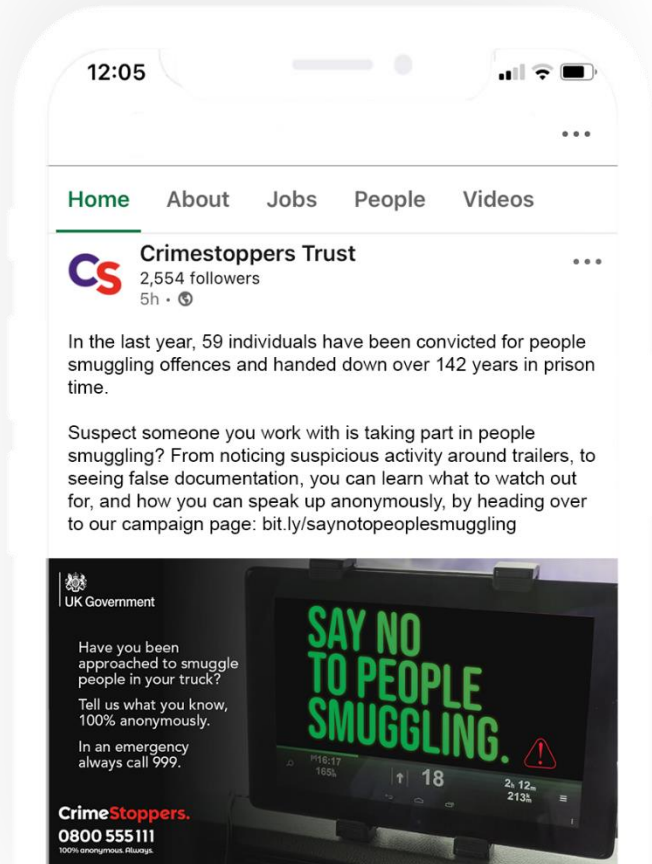 12:05
Home About Jobs People Videos
CS
Crimestoppers Trust
2,554 followers
5h •
In the last year, 59 individuals have been convicted for people
smuggling offences and handed down over 142 years in prison
time.
Suspect someone you work with is taking part in people
smuggling? From noticing suspicious activity around trailers, to
seeing false documentation, you can learn what to watch out
for, and how you can speak up anonymously, by heading over
to our campaign page: bit.ly/saynotopeoplesmuggling
UK Government
Have you been
approached to smuggle
people in your truck?
Tell us what you know,
100% anonymously.
In an emergency
always call 999.
CrimeStoppers.
0800 555111
100% anonymous. Always.
SAY NO
TO PEOPLE
SMUGGLING.
16:17
18
2h 12m
213